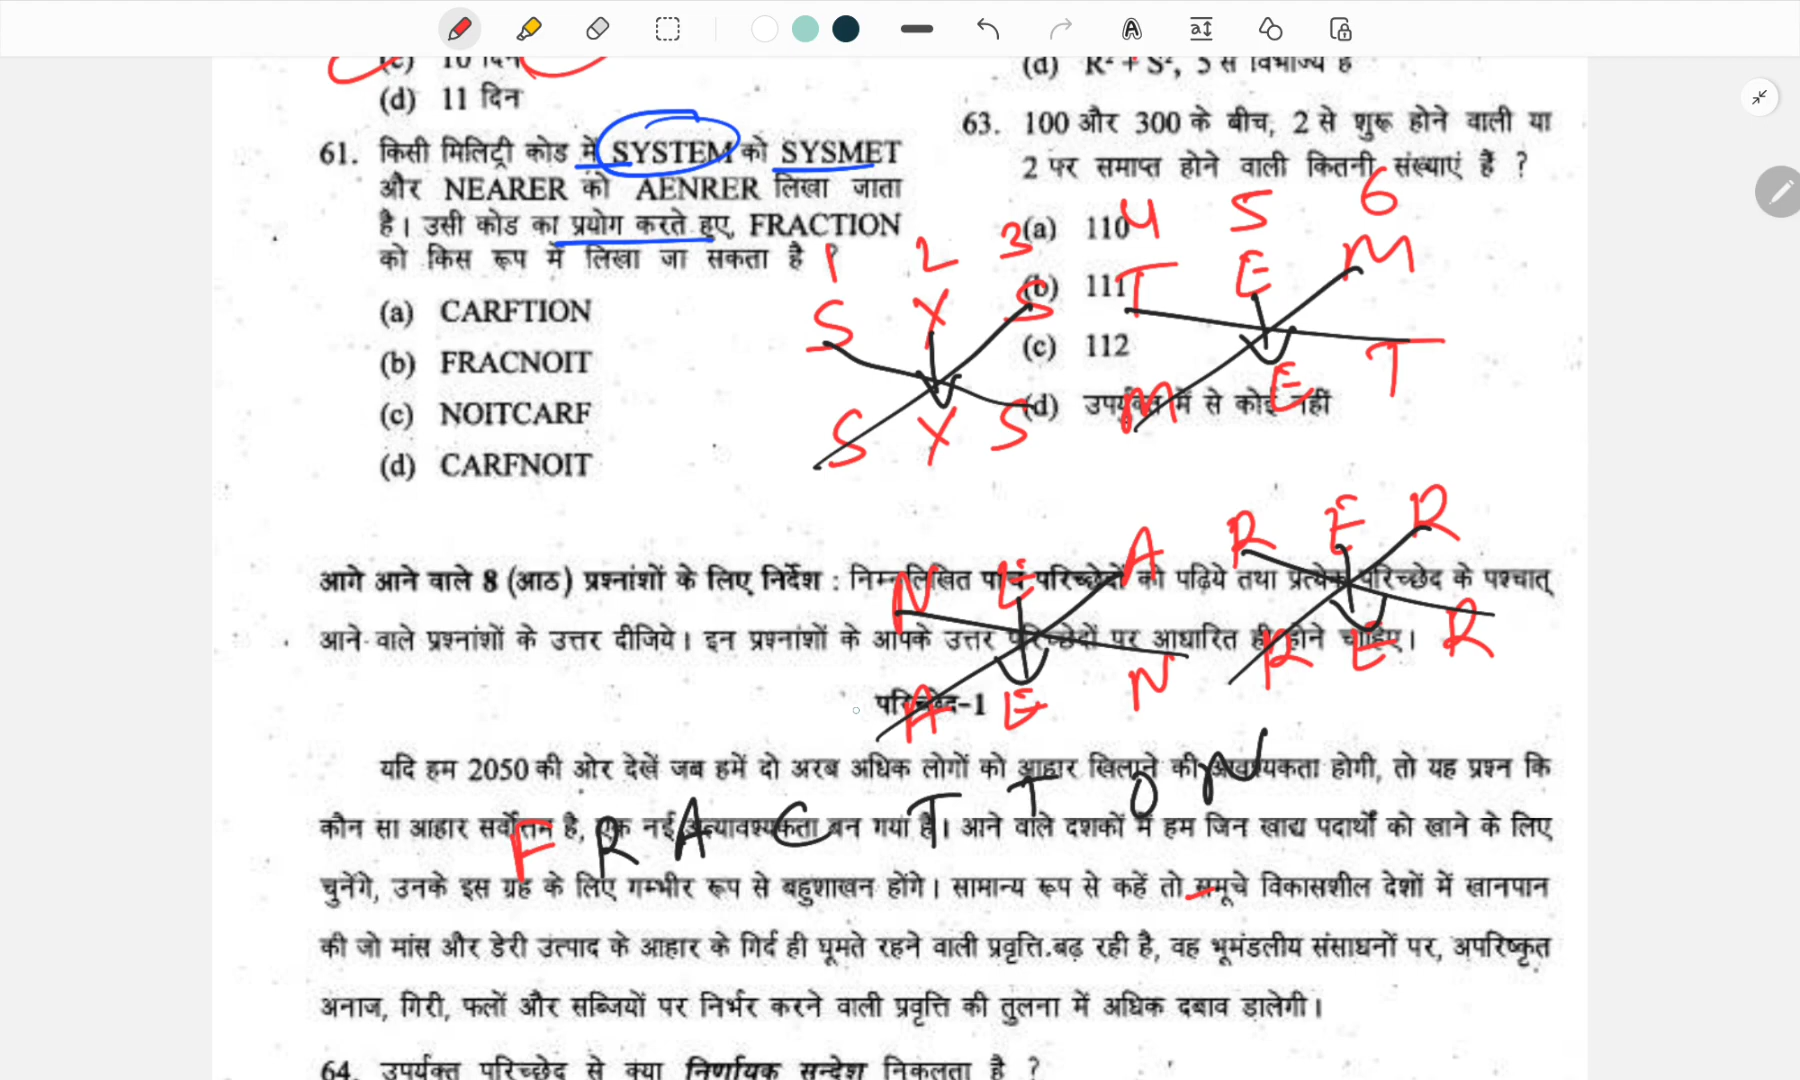 (c) 10 दिन
(d) 11 दिन
61. किसी मिलिट्री कोड में SYSTEM को SYSMET
और NEARER को AENRER लिखा जाता
है। उसी कोड का प्रयोग करते हुए, FRACTION
को किस रूप में लिखा जा सकता है ?
(a) CARFTION
(b) FRACNOIT
(c) NOITCARF
(d) CARFNOIT
(d) R² + S², 5 से विभाज्य है
63. 100 और 300 के बीच, 2 से शुरू होने वाली या
2 पर समाप्त होने वाली कितनी संख्याएं हैं ?
(a) 110
(b) 111
(c) 112
(d) उपर्युक्त में से कोई नहीं
1 2 3 4 5 6
S Y S T E M
S Y S M E T
N E A R E R
A E N R E R
आगे आने वाले 8 (आठ) प्रश्नांशों के लिए निर्देश : निम्नलिखित पांच परिच्छेदों को पढ़िये तथा प्रत्येक परिच्छेद के पश्चात्
आने वाले प्रश्नांशों के उत्तर दीजिये। इन प्रश्नांशों के आपके उत्तर परिच्छेदों पर आधारित ही होने चाहिए।
परिच्छेद-1
F R A C T I O N
यदि हम 2050 की ओर देखें जब हमें दो अरब अधिक लोगों को आहार खिलाने की आवश्यकता होगी, तो यह प्रश्न कि
कौन सा आहार सर्वोत्तम है, एक नई अत्यावश्यकता बन गया है। आने वाले दशकों में हम जिन खाद्य पदार्थों को खाने के लिए
चुनेंगे, उनके इस ग्रह के लिए गम्भीर रूप से बहुशाखन होंगे। सामान्य रूप से कहें तो समूचे विकासशील देशों में खानपान
की जो मांस और डेरी उत्पाद के आहार के गिर्द ही घूमते रहने वाली प्रवृत्ति बढ़ रही है, वह भूमंडलीय संसाधनों पर, अपरिष्कृत
अनाज, गिरी, फलों और सब्जियों पर निर्भर करने वाली प्रवृत्ति की तुलना में अधिक दबाव डालेगी।
64. उपर्युक्त परिच्छेद से क्या निर्णायक सन्देश निकलता है ?